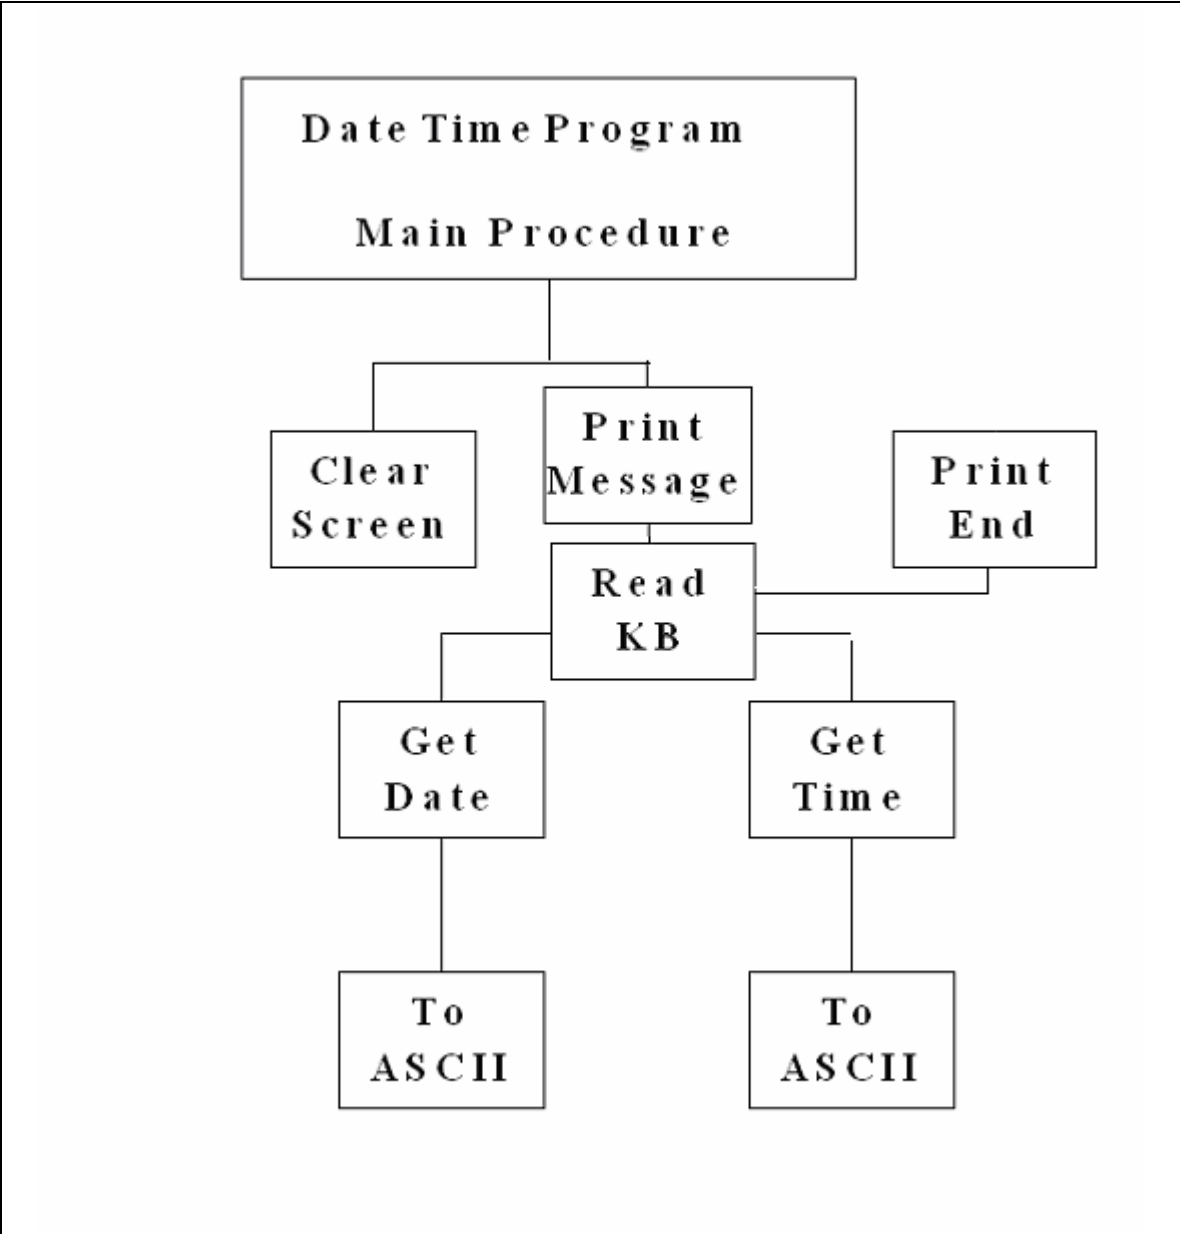 Date Time Program
Main Procedure
Clear
Screen
Print
Message
Print
End
Read
KB
Get
Date
Get
Time
To
ASCII
To
ASCII